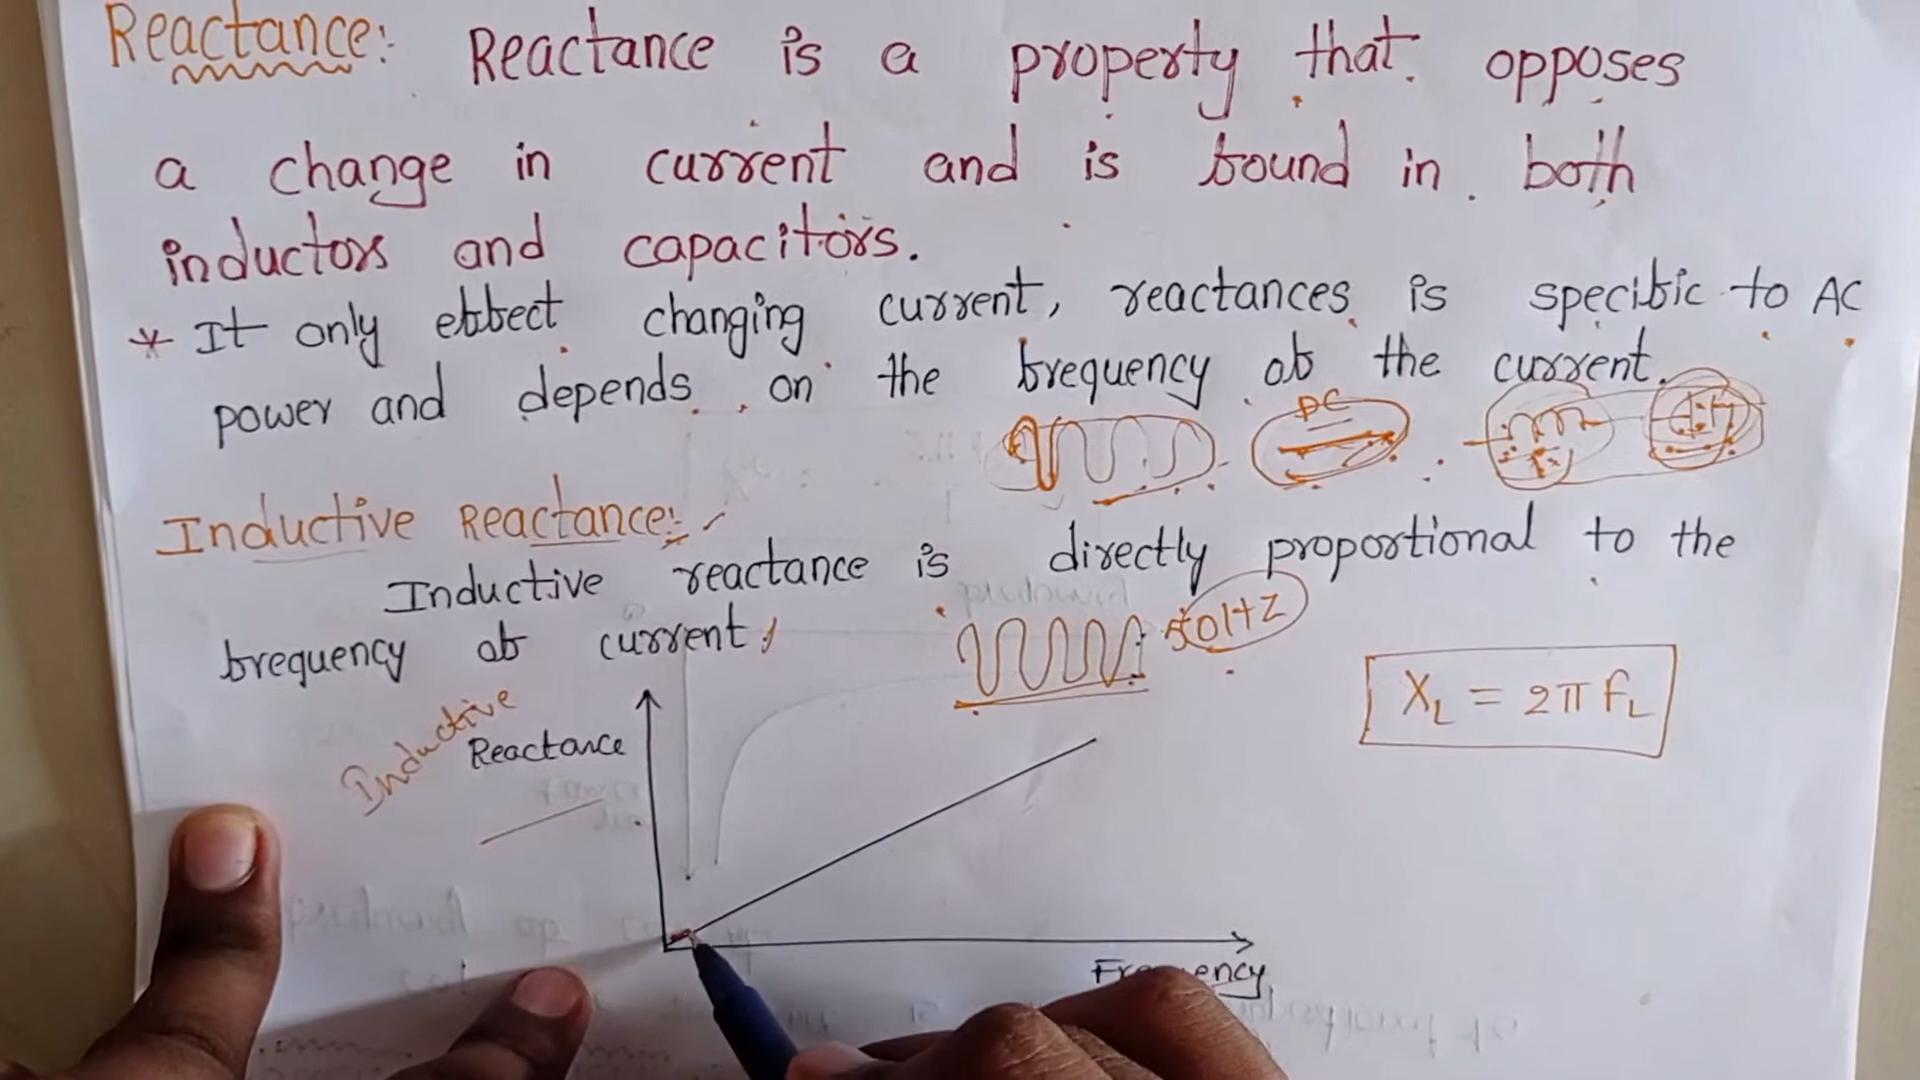 Reactance: Reactance is a property that opposes
a change in current and is found in both
inductors and capacitors.
* It only effect changing current, reactances is specific to AC
power and depends on the frequency of the current.
DC
Inductive Reactance:
Inductive reactance is directly proportional to the
frequency of current,
50HZ
X_L = 2π f_L
Inductive
Reactance
Frequency